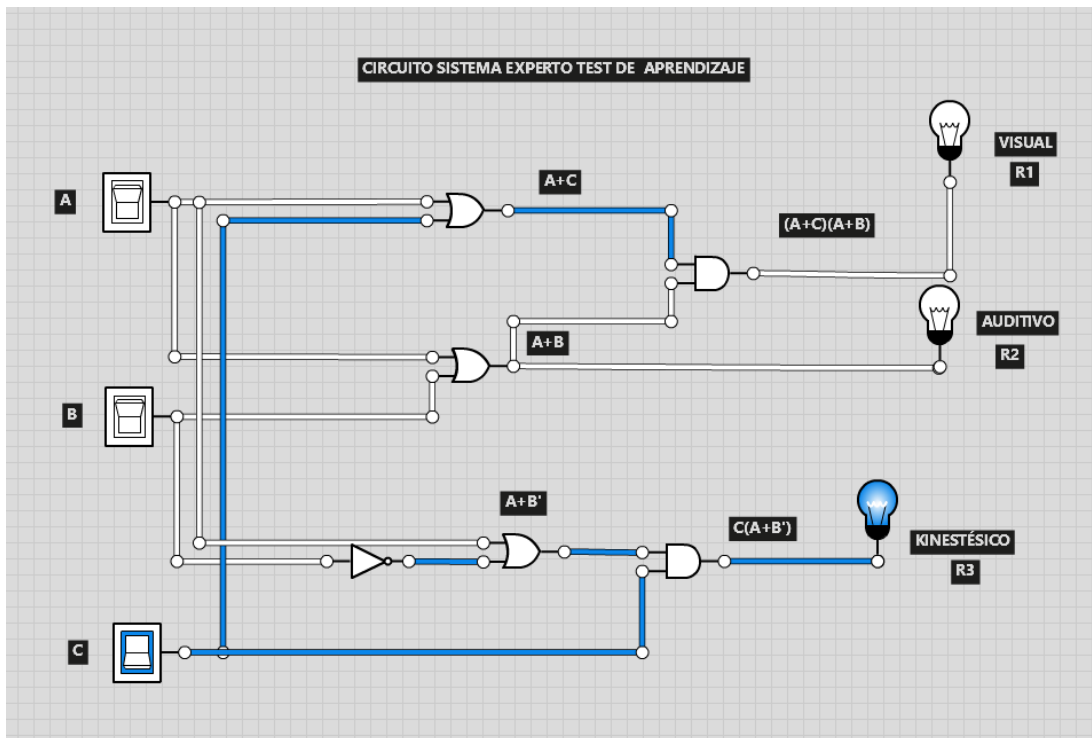 CIRCUITO SISTEMA EXPERTO TEST DE APRENDIZAJE
VISUAL
R1
A
A+C
(A+C)(A+B)
AUDITIVO
R2
A+B
B
A+B'
C(A+B')
KINESTÉSICO
R3
C